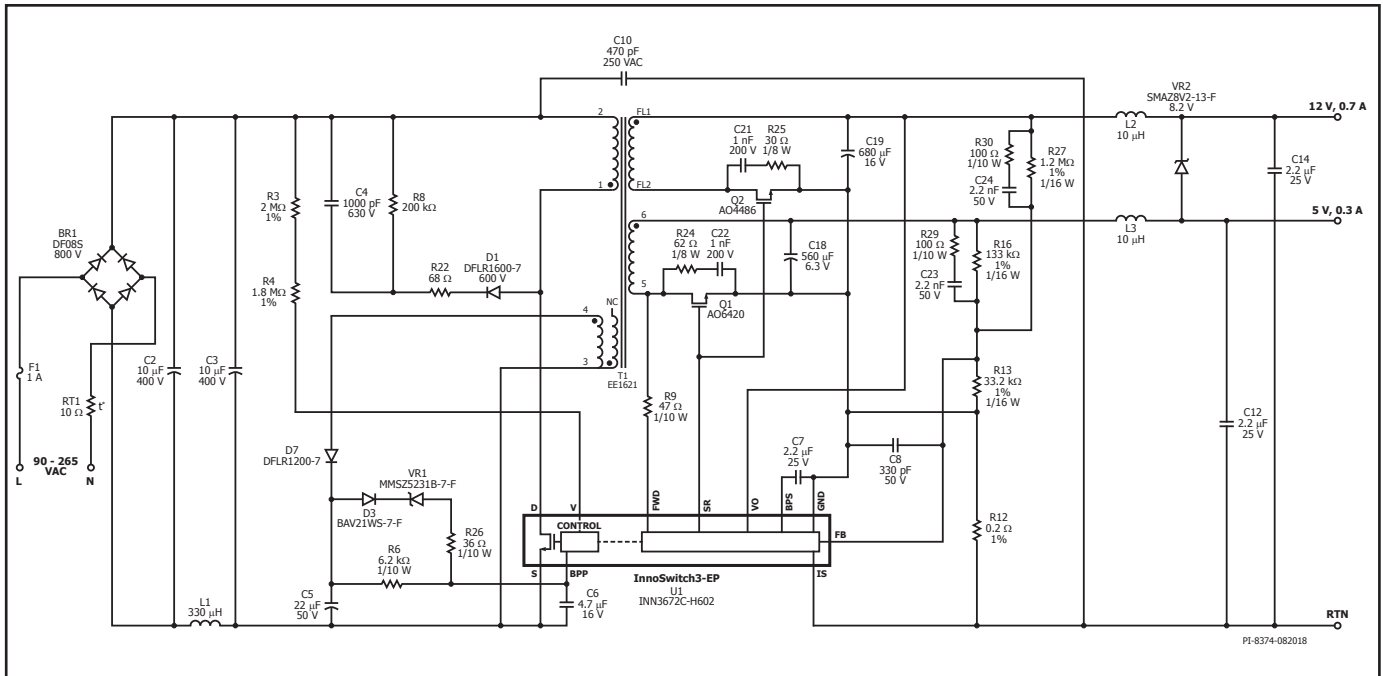 C10
470 pF
250 VAC
VR2
SMAZ8V2-13-F
8.2 V
12 V, 0.7 A
2
FL1
C21
1 nF
200 V
R25
30 Ω
1/8 W
C19
680 μF
16 V
L2
10 μH
R30
100 Ω
1/10 W
R27
1.2 MΩ
1%
1/16 W
C24
2.2 nF
50 V
C14
2.2 μF
25 V
R3
2 MΩ
1%
C4
1000 pF
630 V
R8
200 kΩ
1
FL2
Q2
AO4486
6
5 V, 0.3 A
L3
10 μH
BR1
DF08S
800 V
R24
62 Ω
1/8 W
C22
1 nF
200 V
C18
560 μF
6.3 V
R29
100 Ω
1/10 W
R16
133 kΩ
1%
1/16 W
C23
2.2 nF
50 V
D1
DFLR1600-7
600 V
R22
68 Ω
R4
1.8 MΩ
1%
5
Q1
AO6420
NC
4
3
T1
EE1621
F1
1 A
C2
10 μF
400 V
C3
10 μF
400 V
RT1
10 Ω
t°
R9
47 Ω
1/10 W
R13
33.2 kΩ
1%
1/16 W
C12
2.2 μF
25 V
90 - 265
VAC
L
N
D7
DFLR1200-7
VR1
MMSZ5231B-7-F
D3
BAV21WS-7-F
C7
2.2 μF
25 V
C8
330 pF
50 V
D
V
FWD
SR
VO
BPS
GND
CONTROL
FB
R26
36 Ω
1/10 W
R6
6.2 kΩ
1/10 W
R12
0.2 Ω
1%
S
BPP
IS
InnoSwitch3-EP
U1
INN3672C-H602
C5
22 μF
50 V
C6
4.7 μF
16 V
L1
330 μH
RTN
PI-8374-082018